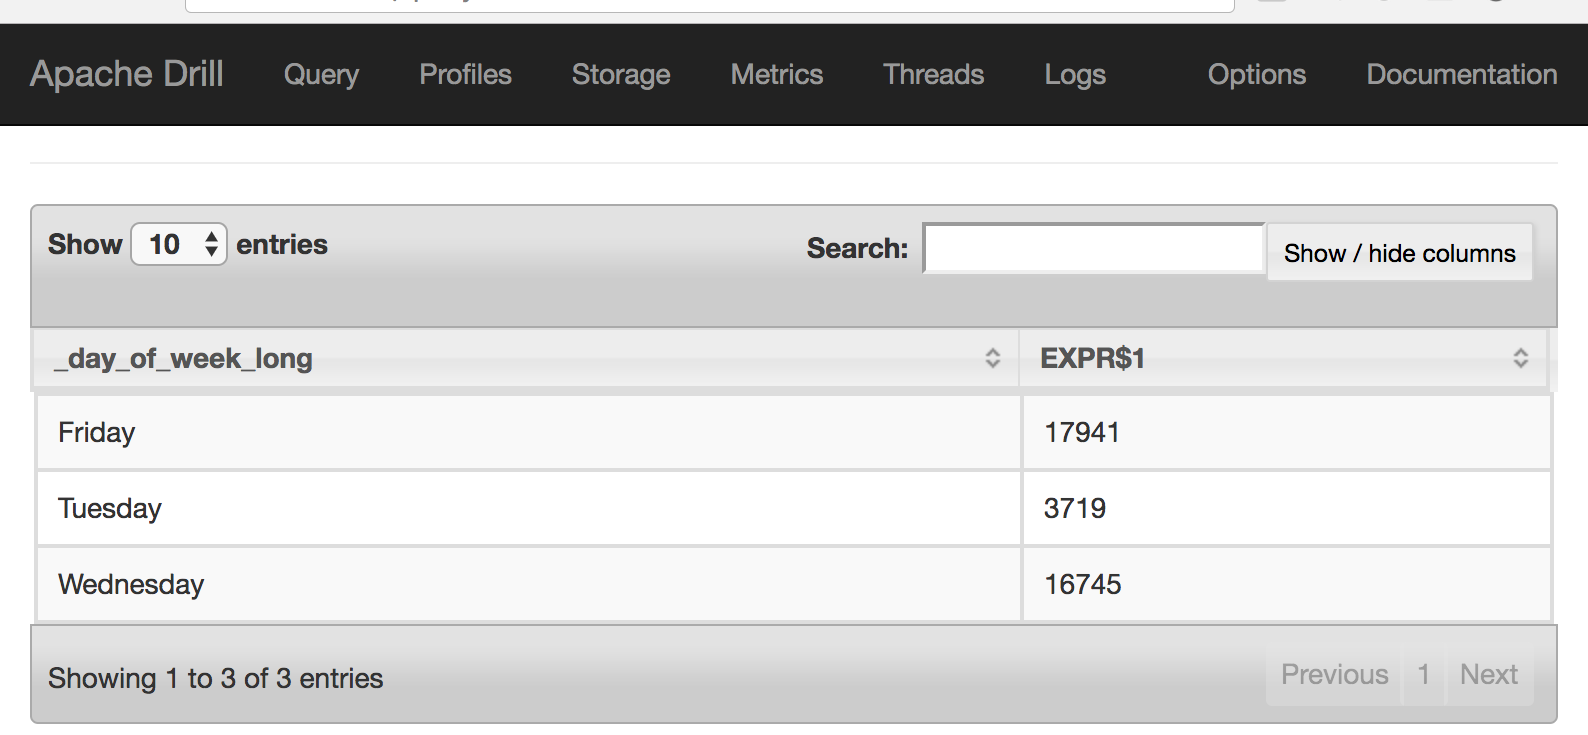 Apache Drill Query Profiles Storage Metrics Threads Logs Options Documentation
Show 10 entries Search: Show / hide columns
_day_of_week_long EXPR$1
Friday 17941
Tuesday 3719
Wednesday 16745
Showing 1 to 3 of 3 entries Previous 1 Next